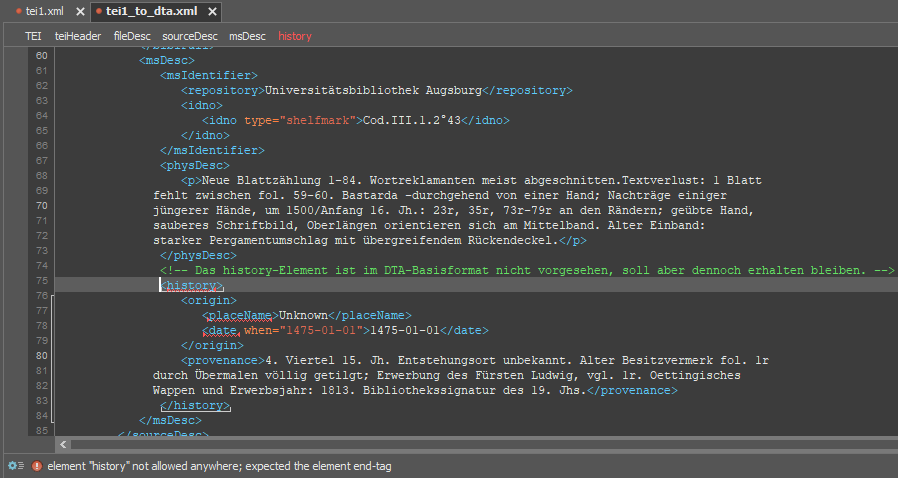 tei1.xml ✕ tei1_to_dta.xml ✕
TEI teiHeader fileDesc sourceDesc msDesc history
60
61 <msDesc>
62 <msIdentifier>
63 <repository>Universitätsbibliothek Augsburg</repository>
64 <idno>
65 <idno type="shelfmark">Cod.III.1.2°43</idno>
66 </idno>
67 </msIdentifier>
68 <physDesc>
69 <p>Neue Blattzählung 1-84. Wortreklamanten meist abgeschnitten.Textverlust: 1 Blatt
70 fehlt zwischen fol. 59-60. Bastarda -durchgehend von einer Hand; Nachträge einiger
71 jüngerer Hände, um 1500/Anfang 16. Jh.: 23r, 35r, 73r-79r an den Rändern; geübte Hand,
72 sauberes Schriftbild, Oberlängen orientieren sich am Mittelband. Alter Einband:
73 starker Pergamentumschlag mit übergreifendem Rückendeckel.</p>
74 </physDesc>
75 <!-- Das history-Element ist im DTA-Basisformat nicht vorgesehen, soll aber dennoch erhalten bleiben. -->
76 <history>
77 <origin>
78 <placeName>Unknown</placeName>
79 <date when="1475-01-01">1475-01-01</date>
80 </origin>
81 <provenance>4. Viertel 15. Jh. Entstehungsort unbekannt. Alter Besitzvermerk fol. 1r
82 durch Übermalen völlig getilgt; Erwerbung des Fürsten Ludwig, vgl. 1r. Oettingisches
83 Wappen und Erwerbsjahr: 1813. Bibliothekssignatur des 19. Jhs.</provenance>
84 </history>
85 </msDesc>
</sourceDesc>
element "history" not allowed anywhere; expected the element end-tag